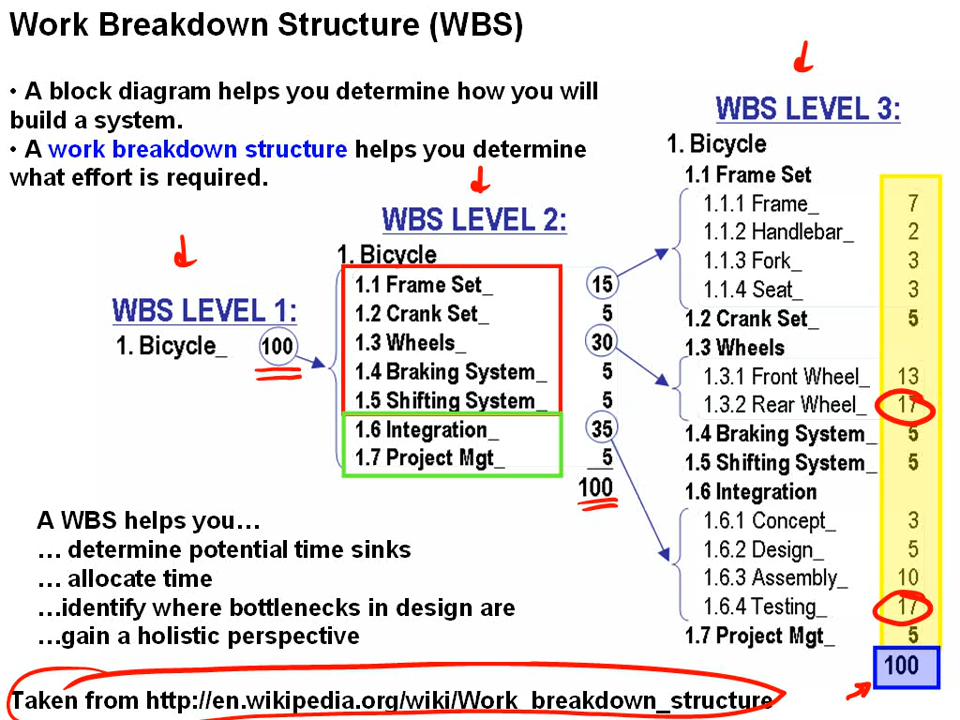 Work Breakdown Structure (WBS)
• A block diagram helps you determine how you will
build a system.
• A work breakdown structure helps you determine
what effort is required.
WBS LEVEL 1:
1. Bicycle_ 100
WBS LEVEL 2:
1. Bicycle
1.1 Frame Set_ 15
1.2 Crank Set_ 5
1.3 Wheels_ 30
1.4 Braking System_ 5
1.5 Shifting System_ 5
1.6 Integration_ 35
1.7 Project Mgt_ 5
100
WBS LEVEL 3:
1. Bicycle
1.1 Frame Set
1.1.1 Frame_ 7
1.1.2 Handlebar_ 2
1.1.3 Fork_ 3
1.1.4 Seat_ 3
1.2 Crank Set_ 5
1.3 Wheels
1.3.1 Front Wheel_ 13
1.3.2 Rear Wheel_ 17
1.4 Braking System_ 5
1.5 Shifting System_ 5
1.6 Integration
1.6.1 Concept_ 3
1.6.2 Design_ 5
1.6.3 Assembly_ 10
1.6.4 Testing_ 17
1.7 Project Mgt_ 5
100
A WBS helps you…
… determine potential time sinks
… allocate time
…identify where bottlenecks in design are
…gain a holistic perspective
Taken from http://en.wikipedia.org/wiki/Work_breakdown_structure